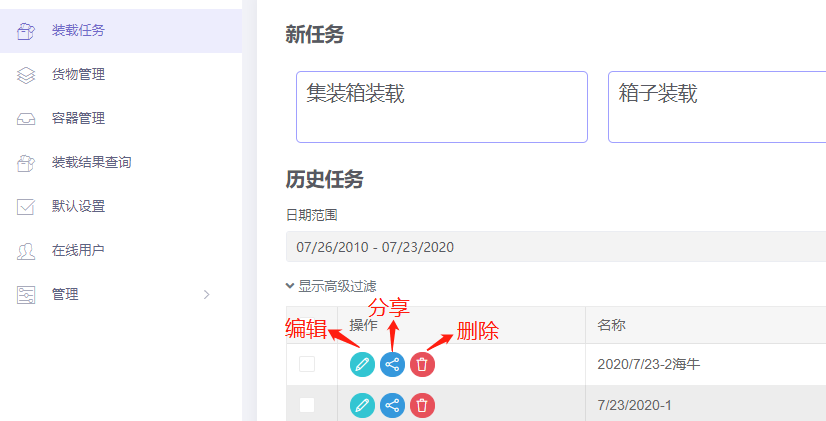 装载任务
货物管理
容器管理
装载结果查询
默认设置
在线用户
管理
新任务
集装箱装载
箱子装载
历史任务
日期范围
07/26/2010 - 07/23/2020
显示高级过滤
分享
编辑
删除
操作
名称
2020/7/23-2海牛
7/23/2020-1